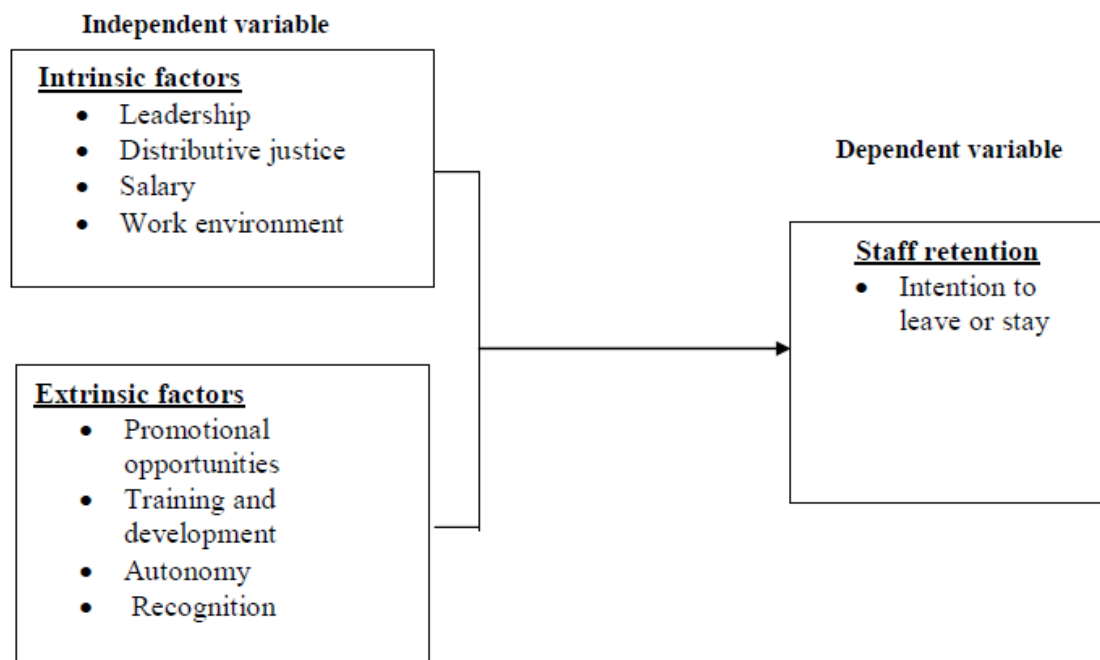 Independent variable
Intrinsic factors
• Leadership
• Distributive justice
• Salary
• Work environment
Extrinsic factors
• Promotional
opportunities
• Training and
development
• Autonomy
• Recognition
Dependent variable
Staff retention
• Intention to
leave or stay